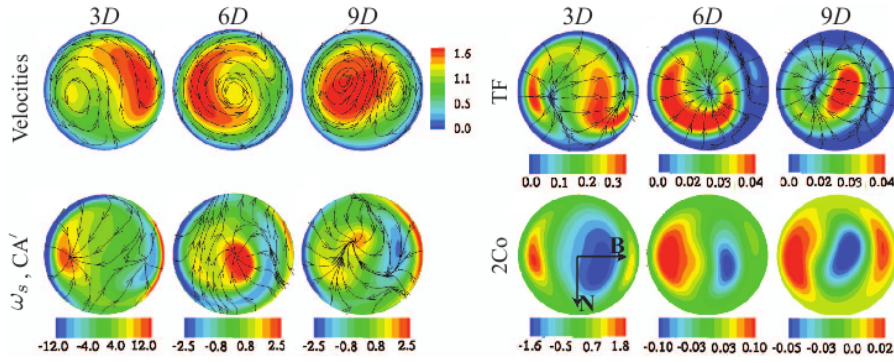 3D 6D 9D
Velocities
1.6
1.1
0.5
0.0
ωs , CA′
-12.0 -4.0 4.0 12.0
-2.5 -0.8 0.8 2.5
-2.5 -0.8 0.8 2.5
3D 6D 9D
TF
0.0 0.1 0.2 0.4
0.0 0.02 0.03 0.04
0.0 0.02 0.03 0.04
2Co
B
N
-1.6 -0.5 0.7 1.8
-0.10 -0.03 0.03 0.10
-0.05 -0.03 0.0 0.02